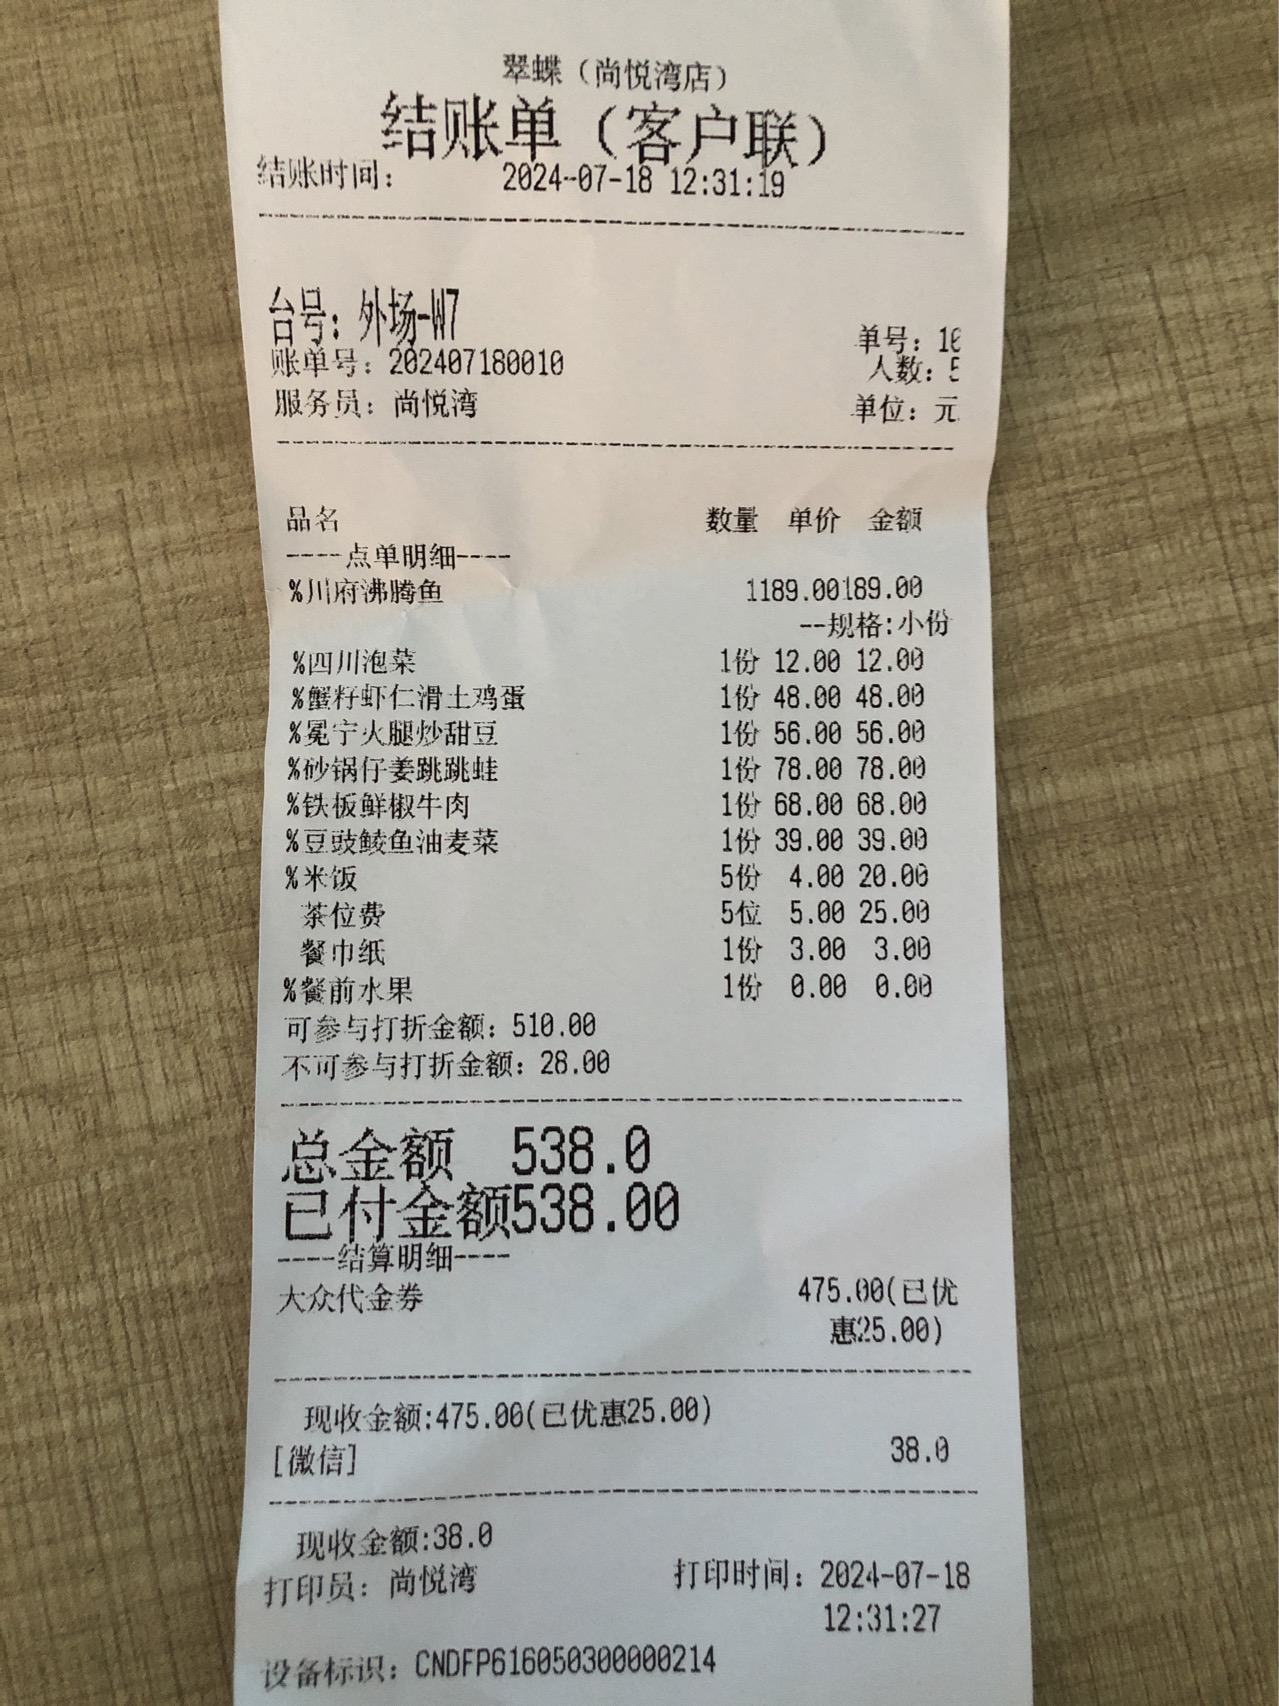 翠蝶（尚悦湾店）
结账单（客户联）
结账时间： 2024-07-18 12:31:19
台号：外场-W7
单号：
账单号：202407180010
人数：
服务员：尚悦湾
单位：元
品名 数量 单价 金额
----点单明细----
%川府沸腾鱼 1189.00189.00
--规格:小份
%四川泡菜 1份 12.00 12.00
%蟹籽虾仁滑土鸡蛋 1份 48.00 48.00
%冕宁火腿炒甜豆 1份 56.00 56.00
%砂锅仔姜跳跳蛙 1份 78.00 78.00
%铁板鲜椒牛肉 1份 68.00 68.00
%豆豉鲮鱼油麦菜 1份 39.00 39.00
%米饭 5份 4.00 20.00
茶位费 5位 5.00 25.00
餐巾纸 1份 3.00 3.00
%餐前水果 1份 0.00 0.00
可参与打折金额：510.00
不可参与打折金额：28.00
总金额 538.0
已付金额538.00
----结算明细----
大众代金券 475.00(已优
惠25.00)
现收金额:475.00(已优惠25.00)
[微信] 38.0
现收金额:38.0
打印员：尚悦湾 打印时间：2024-07-18
12:31:27
设备标识：CNDFP616050300000214